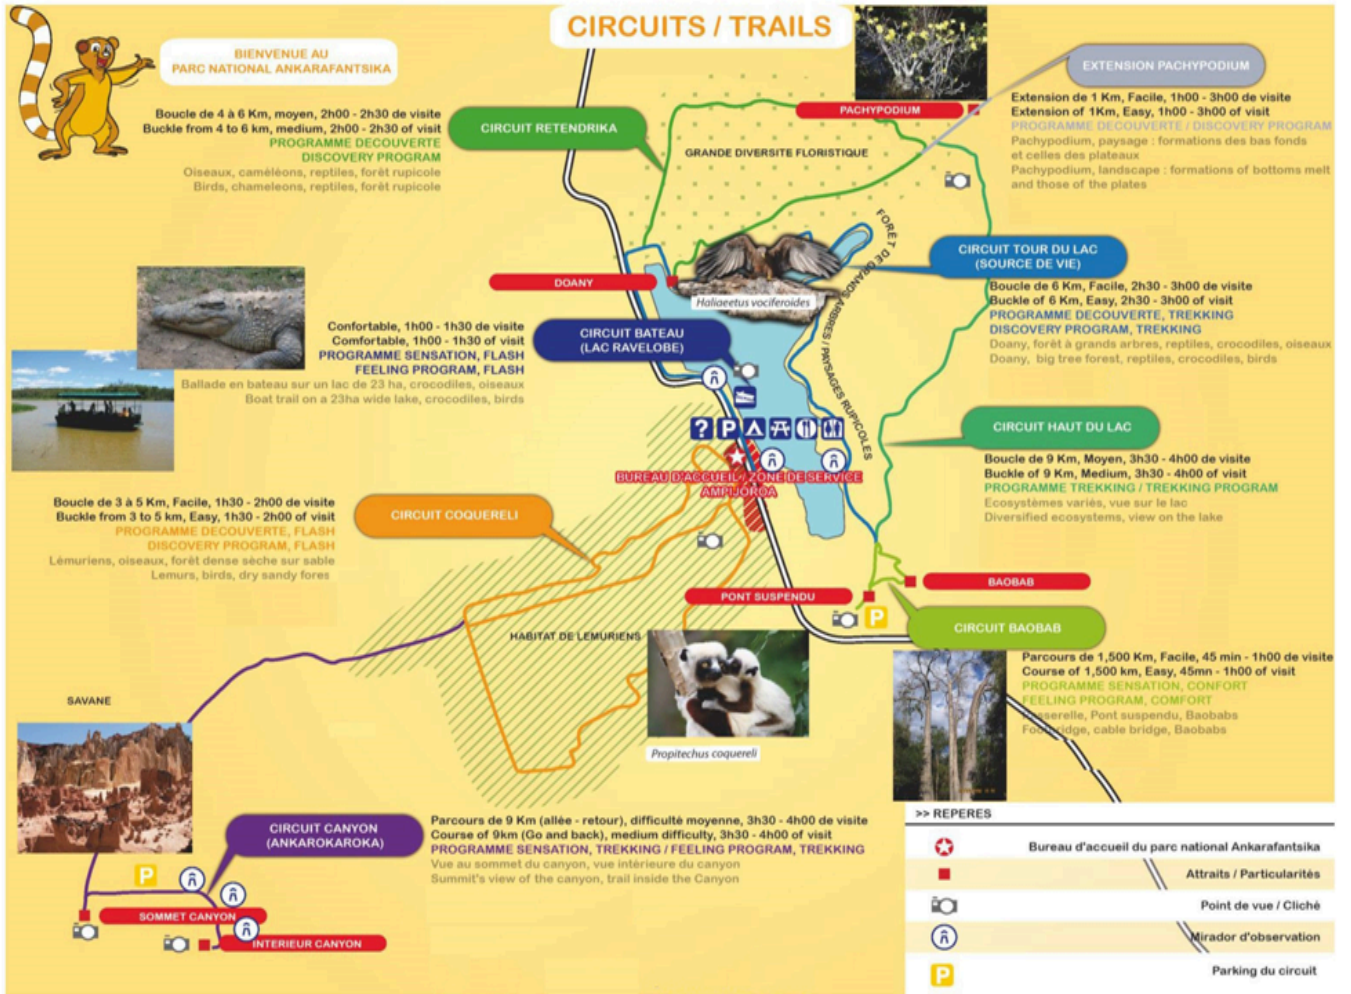 CIRCUITS / TRAILS
BIENVENUE AU
PARC NATIONAL ANKARAFANTSIKA
Boucle de 4 à 6 Km, moyen, 2h00 - 2h30 de visite
Buckle from 4 to 6 km, medium, 2h00 - 2h30 of visit
PROGRAMME DECOUVERTE
DISCOVERY PROGRAM
Oiseaux, caméléons, reptiles, forêt rupicole
Birds, chameleons, reptiles, forêt rupicole
CIRCUIT RETENDRIKA
PACHYPODIUM
GRANDE DIVERSITE FLORISTIQUE
EXTENSION PACHYPODIUM
Extension de 1 Km, Facile, 1h00 - 3h00 de visite
Extension of 1Km, Easy, 1h00 - 3h00 of visit
PROGRAMME DECOUVERTE / DISCOVERY PROGRAM
Pachypodium, paysage : formations des bas fonds
et celles des plateaux
Pachypodium, landscape : formations of bottoms melt
and those of the plates
FORÊT DE GRANDS ARBRES / PAYSAGES RUPICOLES
CIRCUIT TOUR DU LAC
(SOURCE DE VIE)
Boucle de 6 Km, Facile, 2h30 - 3h00 de visite
Buckle of 6 Km, Easy, 2h30 - 3h00 of visit
PROGRAMME DECOUVERTE, TREKKING
DISCOVERY PROGRAM, TREKKING
Doany, forêt à grands arbres, reptiles, crocodiles, oiseaux
Doany, big tree forest, reptiles, crocodiles, birds
DOANY
Haliaeetus vociferoides
CIRCUIT BATEAU
(LAC RAVELOBE)
Confortable, 1h00 - 1h30 de visite
Comfortable, 1h00 - 1h30 of visit
PROGRAMME SENSATION, FLASH
FEELING PROGRAM, FLASH
Ballade en bateau sur un lac de 23 ha, crocodiles, oiseaux
Boat trail on a 23ha wide lake, crocodiles, birds
CIRCUIT HAUT DU LAC
Boucle de 9 Km, Moyen, 3h30 - 4h00 de visite
Buckle of 9 Km, Medium, 3h30 - 4h00 of visit
PROGRAMME TREKKING / TREKKING PROGRAM
Ecosystèmes variés, vue sur le lac
Diversified ecosystems, view on the lake
? P
BUREAU D'ACCUEIL / ZONE DE SERVICE
AMPIJOROA
Boucle de 3 à 5 Km, Facile, 1h30 - 2h00 de visite
Buckle from 3 to 5 km, Easy, 1h30 - 2h00 of visit
PROGRAMME DECOUVERTE, FLASH
DISCOVERY PROGRAM, FLASH
Lémuriens, oiseaux, forêt dense sèche sur sable
Lemurs, birds, dry sandy fores
CIRCUIT COQUERELI
PONT SUSPENDU
BAOBAB
P
CIRCUIT BAOBAB
Parcours de 1,500 Km, Facile, 45 min - 1h00 de visite
Course of 1,500 km, Easy, 45mn - 1h00 of visit
PROGRAMME SENSATION, CONFORT
FEELING PROGRAM, COMFORT
Passerelle, Pont suspendu, Baobabs
Footbridge, cable bridge, Baobabs
HABITAT DE LEMURIENS
Propitechus coquereli
SAVANE
CIRCUIT CANYON
(ANKAROKAROKA)
Parcours de 9 Km (allée - retour), difficulté moyenne, 3h30 - 4h00 de visite
Course of 9km (Go and back), medium difficulty, 3h30 - 4h00 of visit
PROGRAMME SENSATION, TREKKING / FEELING PROGRAM, TREKKING
Vue au sommet du canyon, vue intérieure du canyon
Summit's view of the canyon, trail inside the Canyon
P
SOMMET CANYON
INTERIEUR CANYON
>> REPERES
Bureau d'accueil du parc national Ankarafantsika
Attraits / Particularités
Point de vue / Cliché
Mirador d'observation
P Parking du circuit